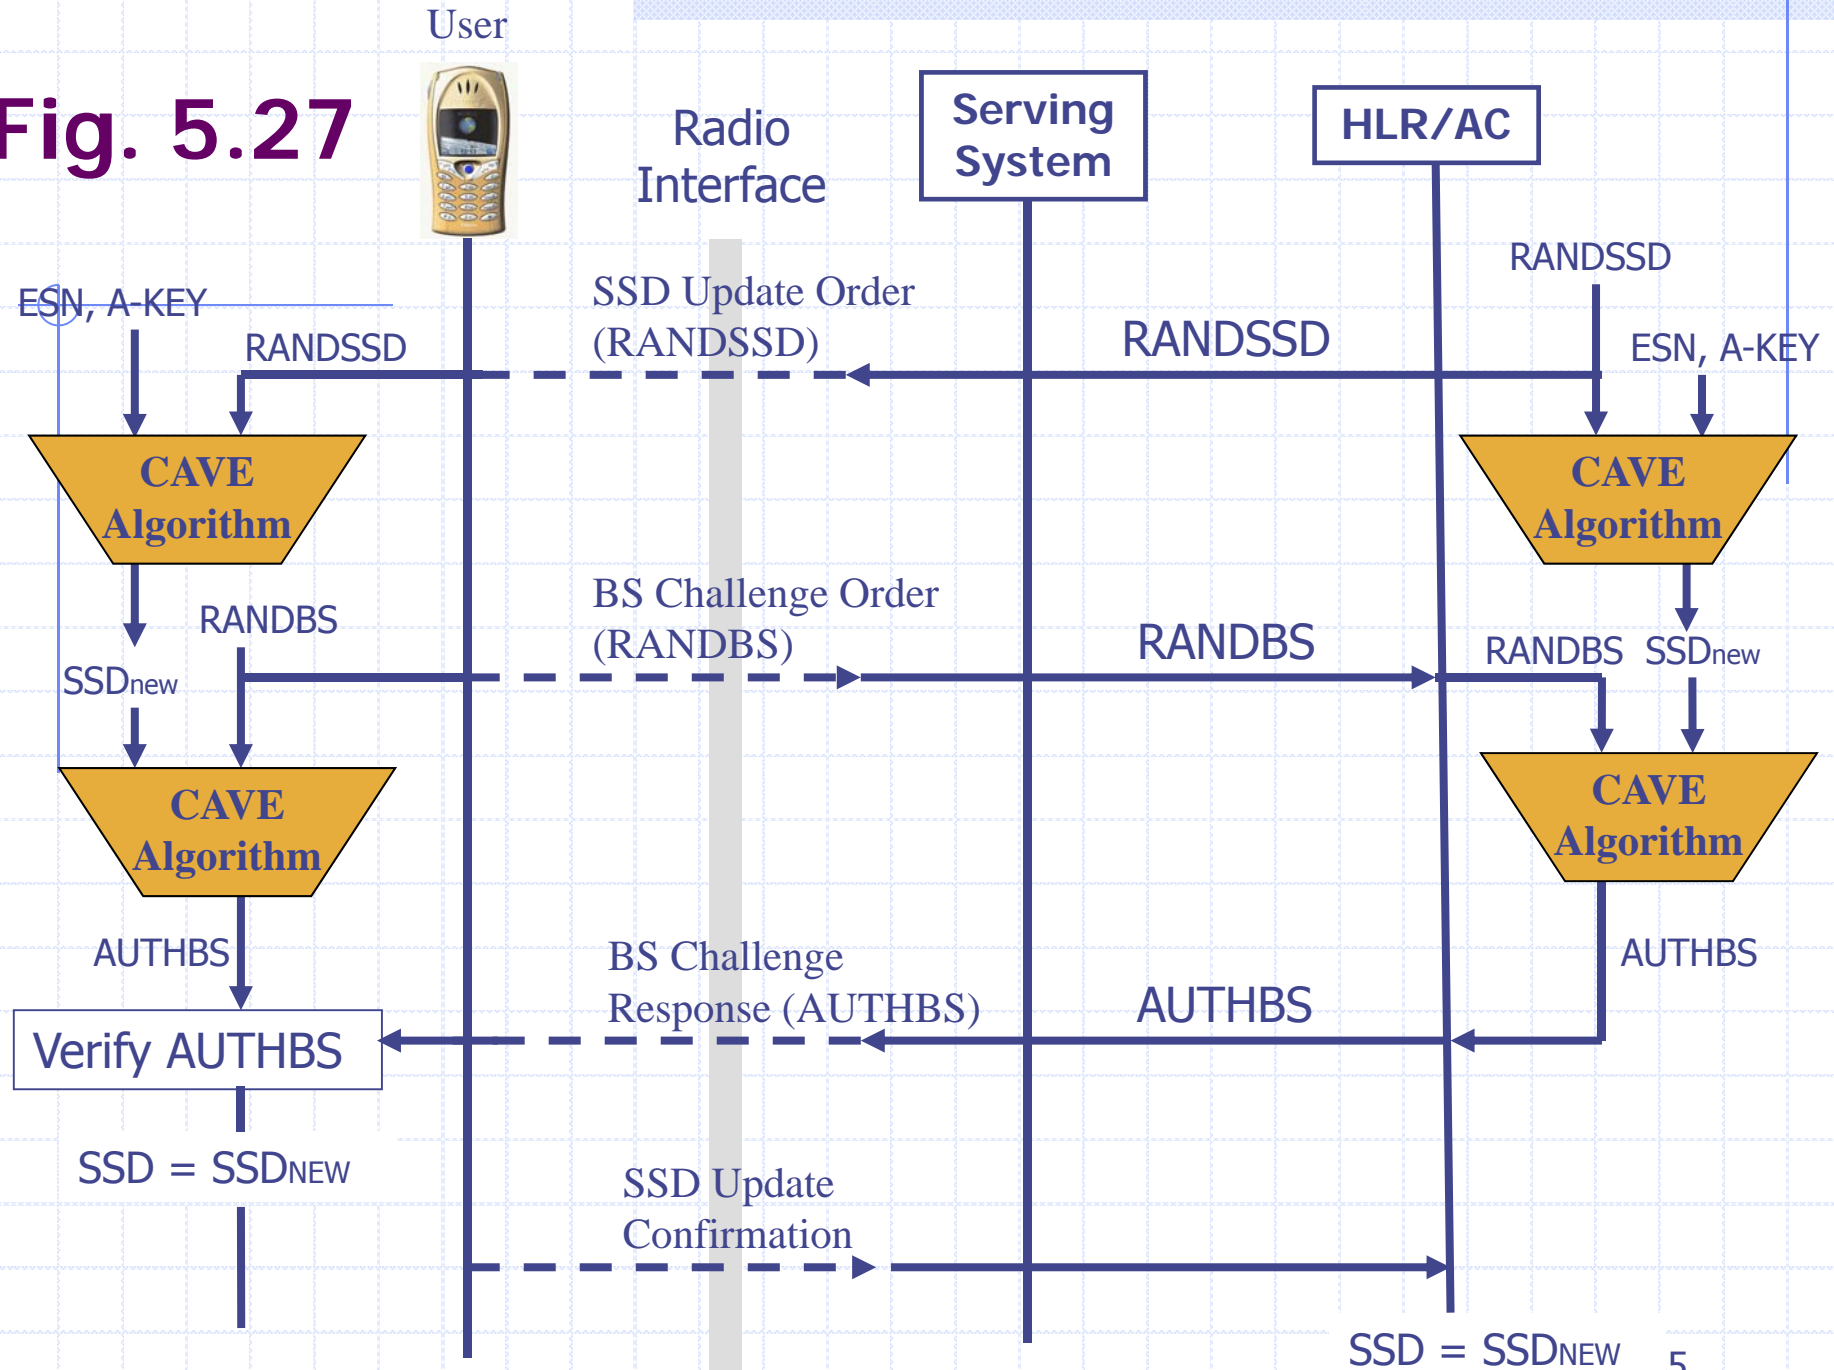 User
Fig. 5.27
Radio
Interface
Serving
System
HLR/AC
RANDSSD
ESN, A-KEY
SSD Update Order
(RANDSSD)
RANDSSD
RANDSSD
ESN, A-KEY
CAVE
Algorithm
CAVE
Algorithm
BS Challenge Order
(RANDBS)
RANDBS
RANDBS
RANDBS
SSDnew
SSDnew
CAVE
Algorithm
CAVE
Algorithm
AUTHBS
BS Challenge
Response (AUTHBS)
AUTHBS
AUTHBS
Verify AUTHBS
SSD = SSDNEW
SSD Update
Confirmation
SSD = SSDNEW
5